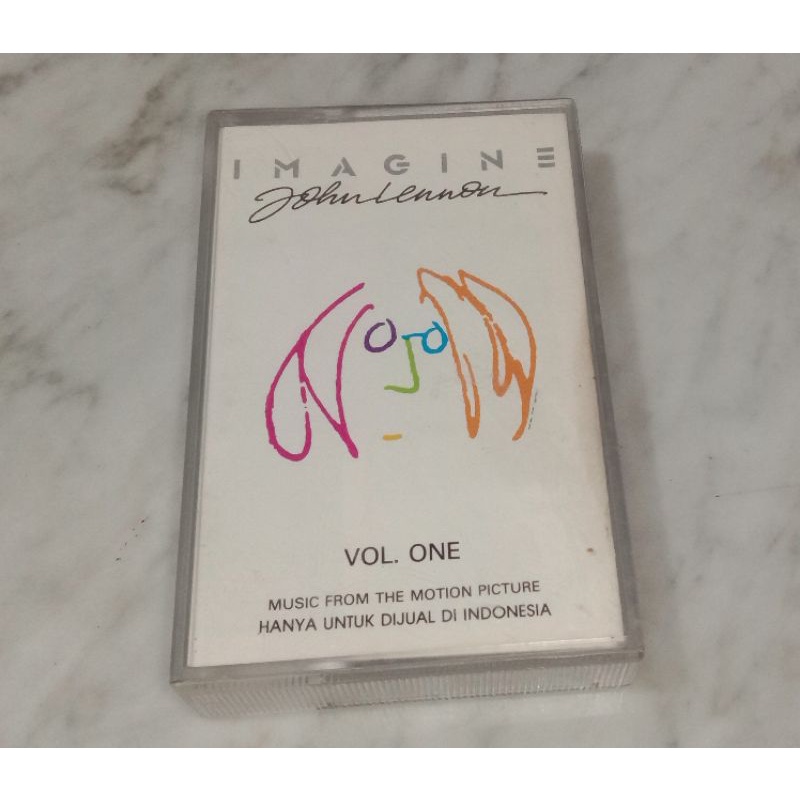 IMAGINE
John Lennon
VOL. ONE
MUSIC FROM THE MOTION PICTURE
HANYA UNTUK DIJUAL DI INDONESIA